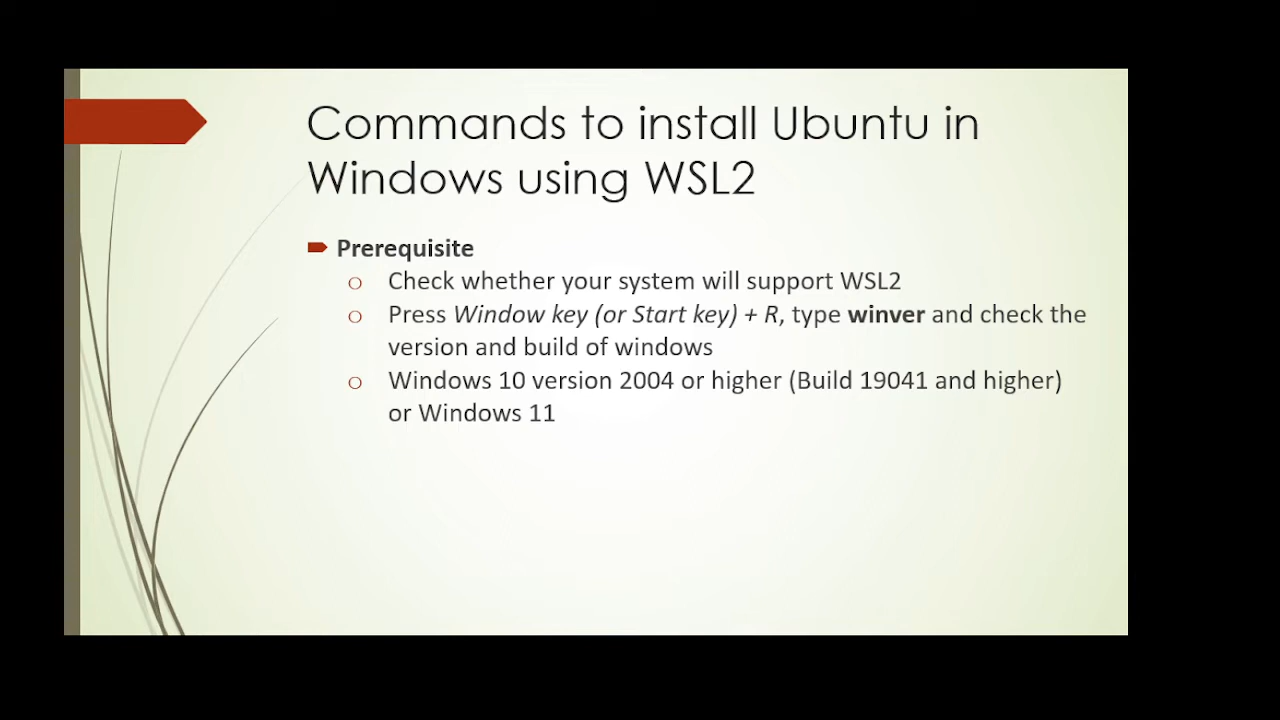 Commands to install Ubuntu in
Windows using WSL2
Prerequisite
Check whether your system will support WSL2
Press Window key (or Start key) + R, type winver and check the
version and build of windows
Windows 10 version 2004 or higher (Build 19041 and higher)
or Windows 11